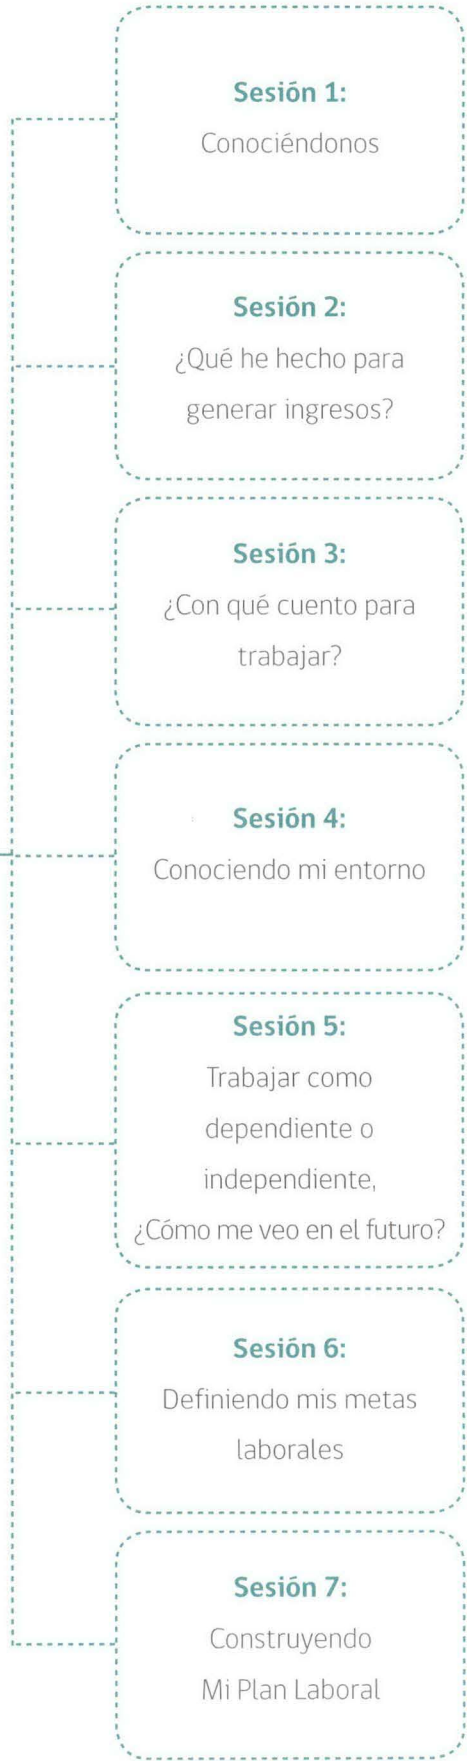 Sesión 1:
Conociéndonos
Sesión 2:
¿Qué he hecho para
generar ingresos?
Sesión 3:
¿Con qué cuento para
trabajar?
Sesión 4:
Conociendo mi entorno
Sesión 5:
Trabajar como
dependiente o
independiente,
¿Cómo me veo en el futuro?
Sesión 6:
Definiendo mis metas
laborales
Sesión 7:
Construyendo
Mi Plan Laboral